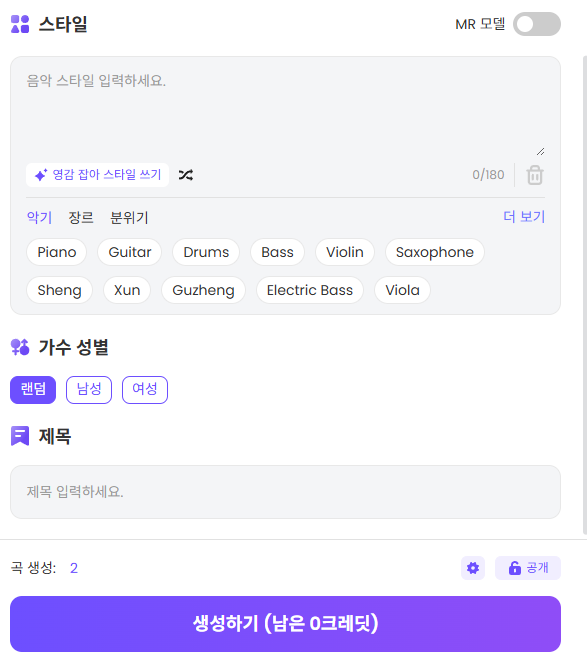 스타일
MR 모델
음악 스타일 입력하세요.
영감 잡아 스타일 쓰기
0/180
악기 장르 분위기 더 보기
Piano Guitar Drums Bass Violin Saxophone
Sheng Xun Guzheng Electric Bass Viola
가수 성별
랜덤 남성 여성
제목
제목 입력하세요.
곡 생성: 2
공개
생성하기 (남은 0크레딧)